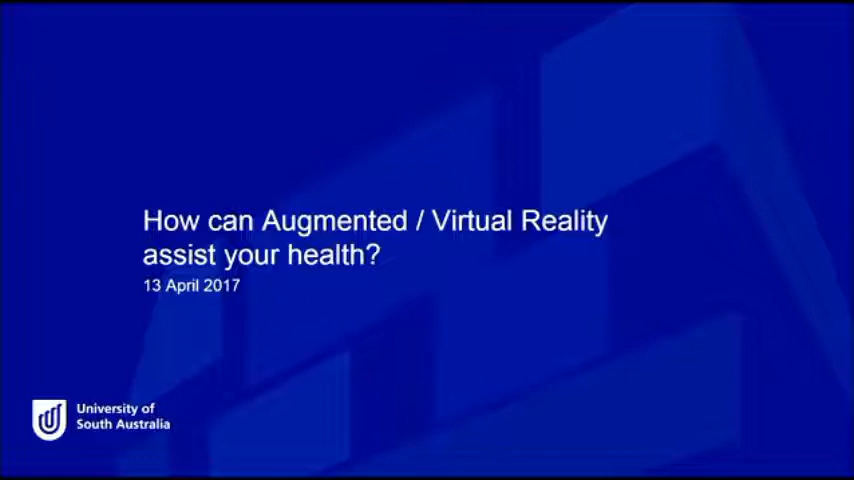 How can Augmented / Virtual Reality
assist your health?
13 April 2017
University of
South Australia